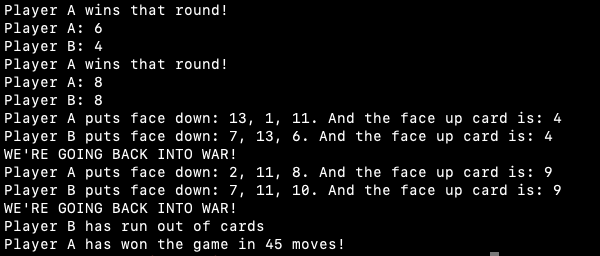 Player A wins that round!
Player A: 6
Player B: 4
Player A wins that round!
Player A: 8
Player B: 8
Player A puts face down: 13, 1, 11. And the face up card is: 4
Player B puts face down: 7, 13, 6. And the face up card is: 4
WE'RE GOING BACK INTO WAR!
Player A puts face down: 2, 11, 8. And the face up card is: 9
Player B puts face down: 7, 11, 10. And the face up card is: 9
WE'RE GOING BACK INTO WAR!
Player B has run out of cards
Player A has won the game in 45 moves!